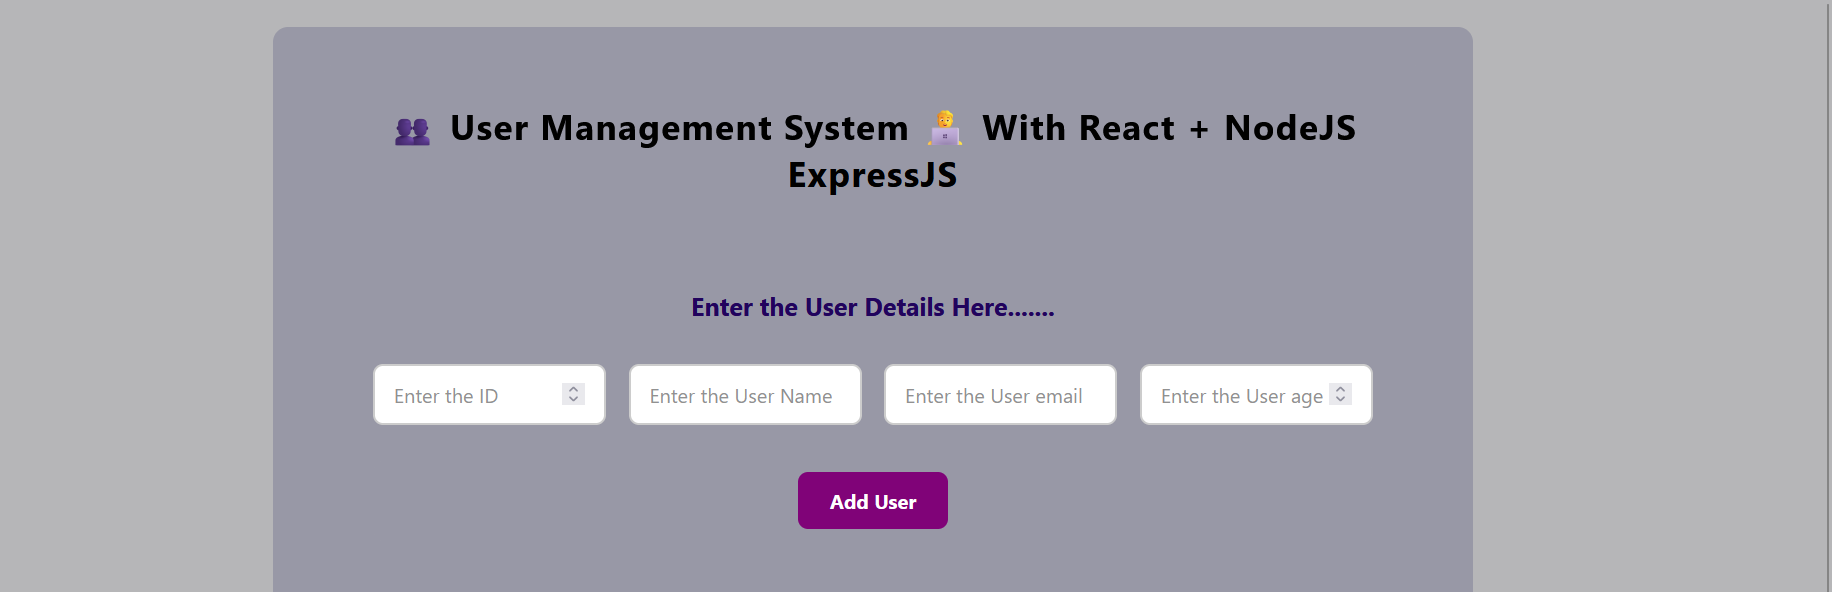 👥 User Management System 🧑‍💻 With React + NodeJS
ExpressJS
Enter the User Details Here.......
Enter the ID
Enter the User Name
Enter the User email
Enter the User age
Add User